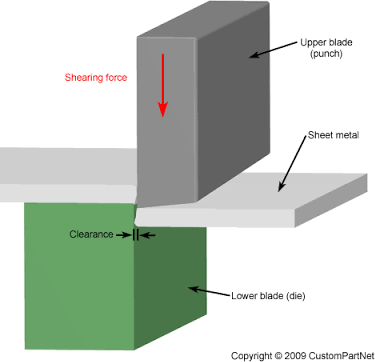 Upper blade
(punch)
Shearing force
Sheet metal
Clearance
Lower blade (die)
Copyright © 2009 CustomPartNet